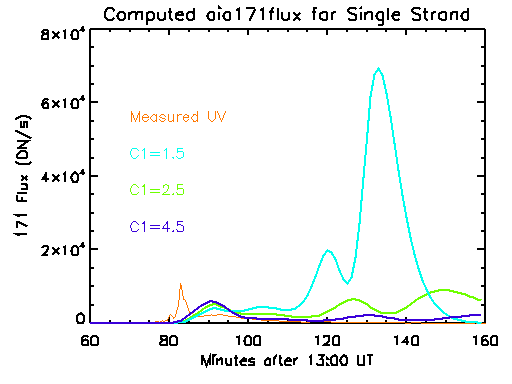 Computed aia171flux for Single Strand
8×10⁴
6×10⁴
4×10⁴
2×10⁴
0
171 Flux (DN/s)
Measured UV
C1=1.5
C1=2.5
C1=4.5
60 80 100 120 140 160
Minutes after 13:00 UT